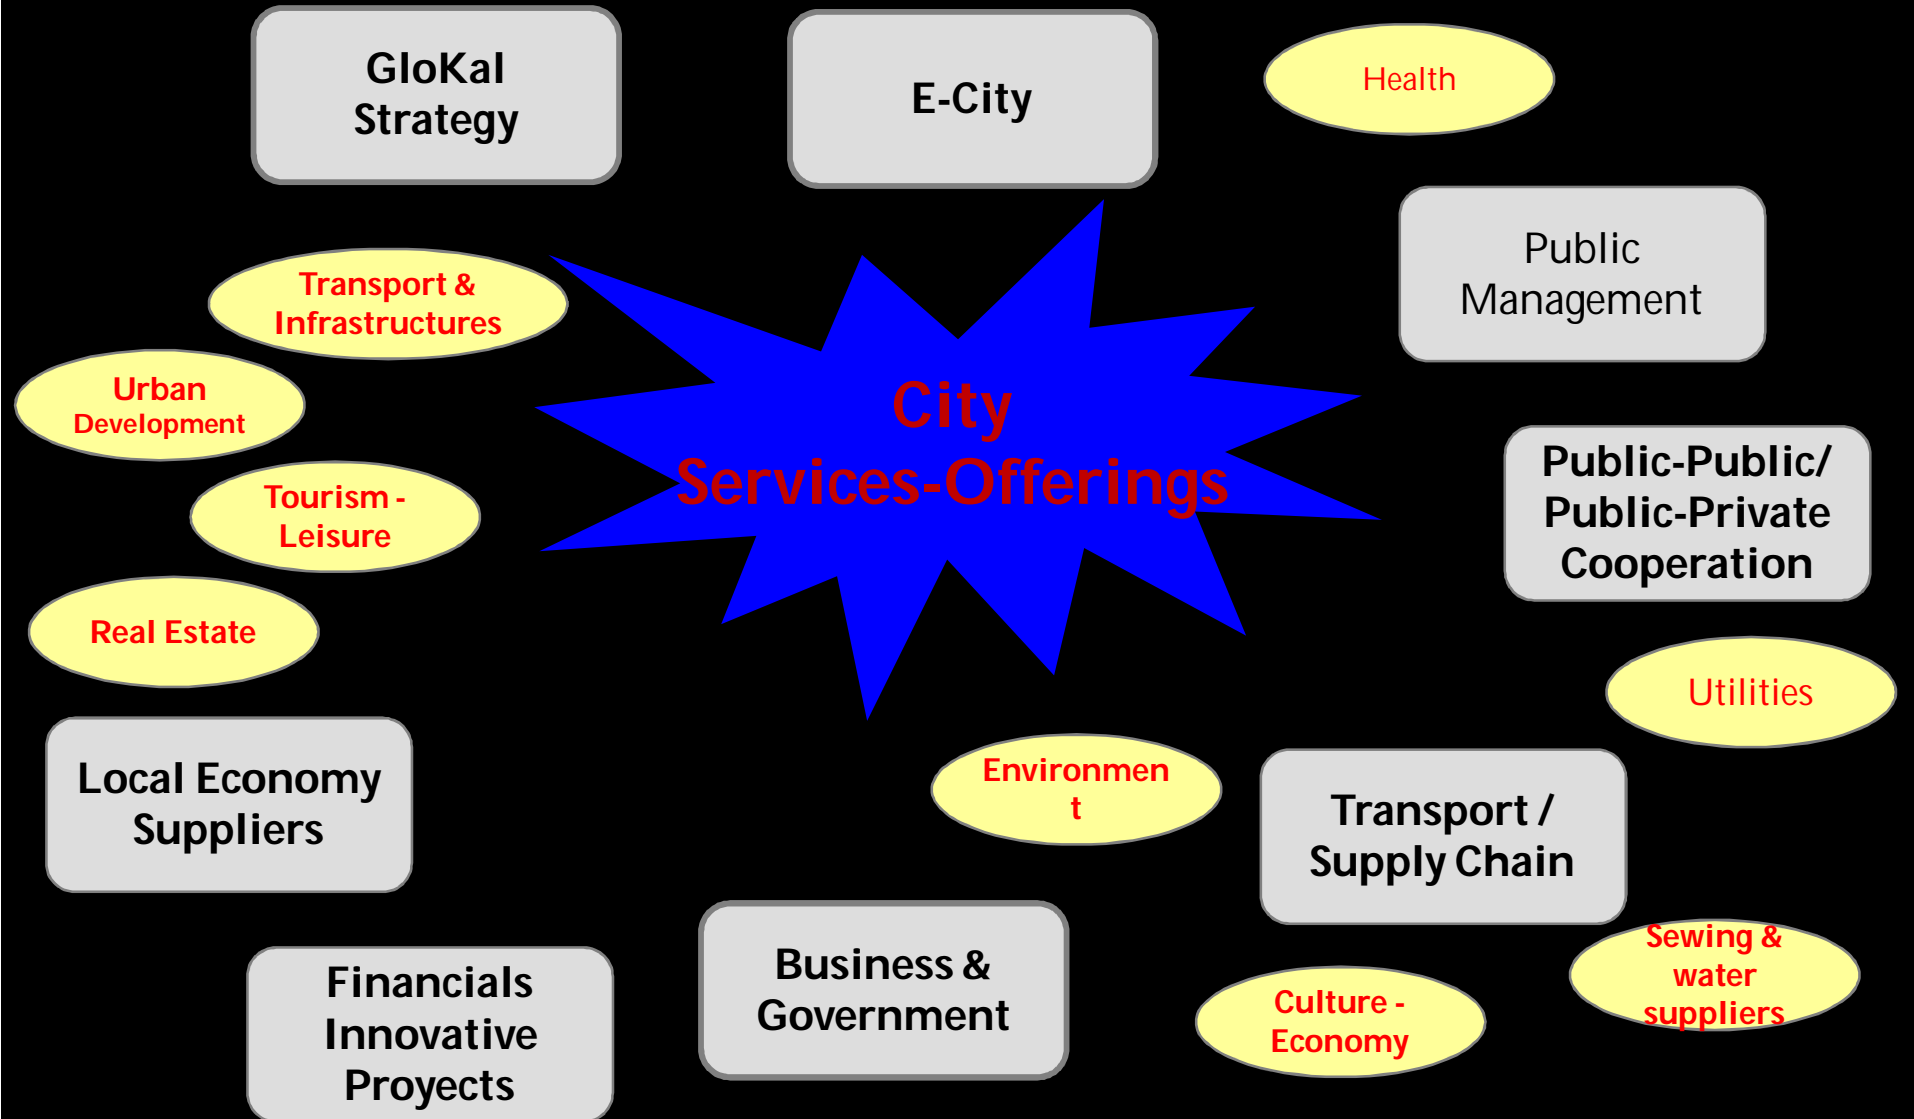 GloKal
Strategy
E-City
Health
Public
Management
Transport &
Infrastructures
Urban
Development
City
Services-Offerings
Tourism -
Leisure
Public-Public/
Public-Private
Cooperation
Real Estate
Utilities
Local Economy
Suppliers
Environmen
t
Transport /
Supply Chain
Sewing &
water
suppliers
Business &
Government
Culture -
Economy
Financials
Innovative
Proyects